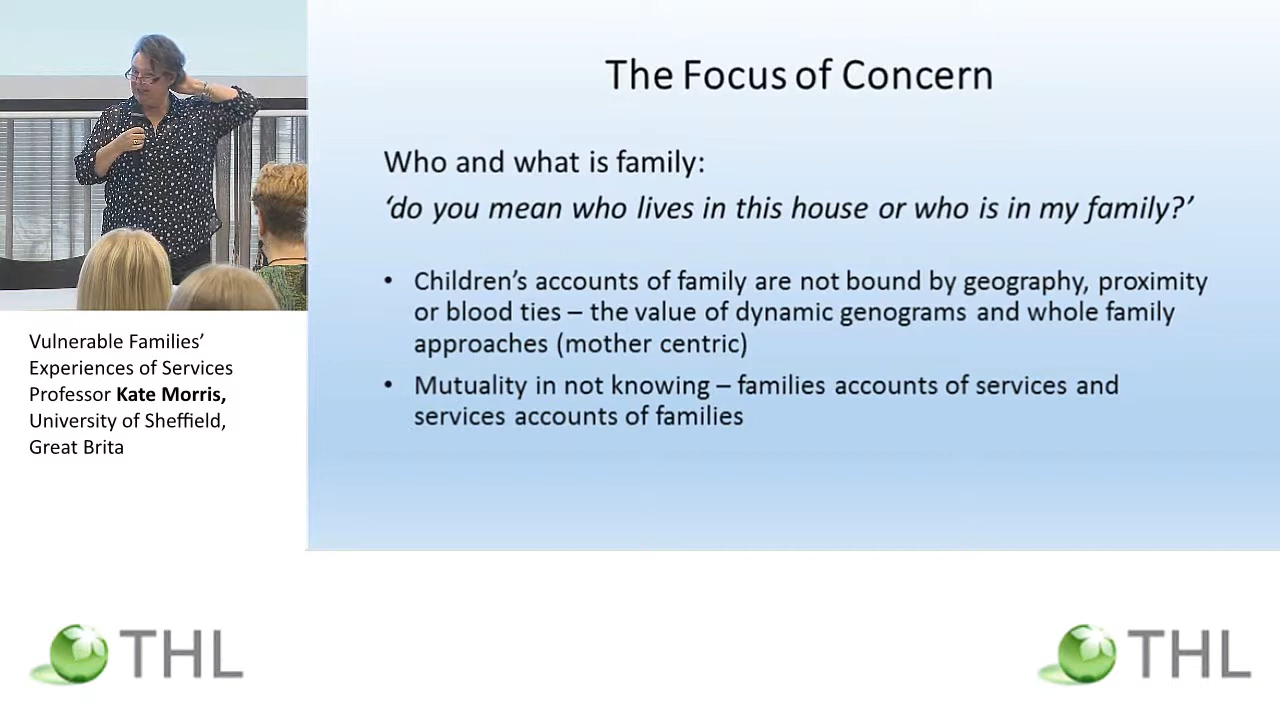 The Focus of Concern
Who and what is family:
‘do you mean who lives in this house or who is in my family?’
• Children’s accounts of family are not bound by geography, proximity
or blood ties – the value of dynamic genograms and whole family
approaches (mother centric)
• Mutuality in not knowing – families accounts of services and
services accounts of families
Vulnerable Families’
Experiences of Services
Professor Kate Morris,
University of Sheffield,
Great Brita
THL
THL